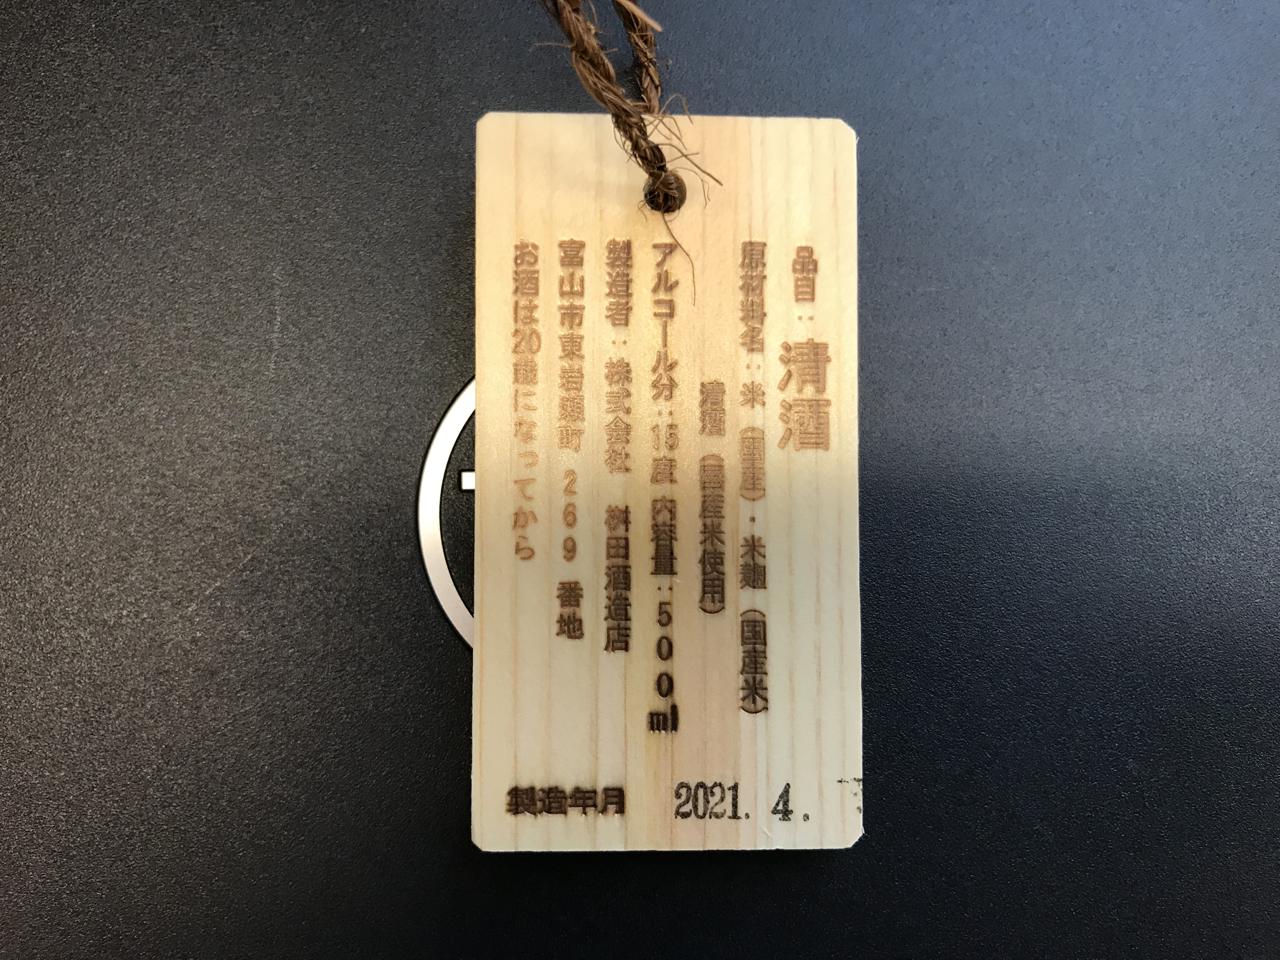 品目：清酒
原材料名：米（国産）・米麹（国産米）
清酒（国産米使用）
アルコール分：15度 内容量：500ml
製造者：株式会社 桝田酒造店
富山市東岩瀬町 269 番地
お酒は20歳になってから
製造年月 2021. 4.